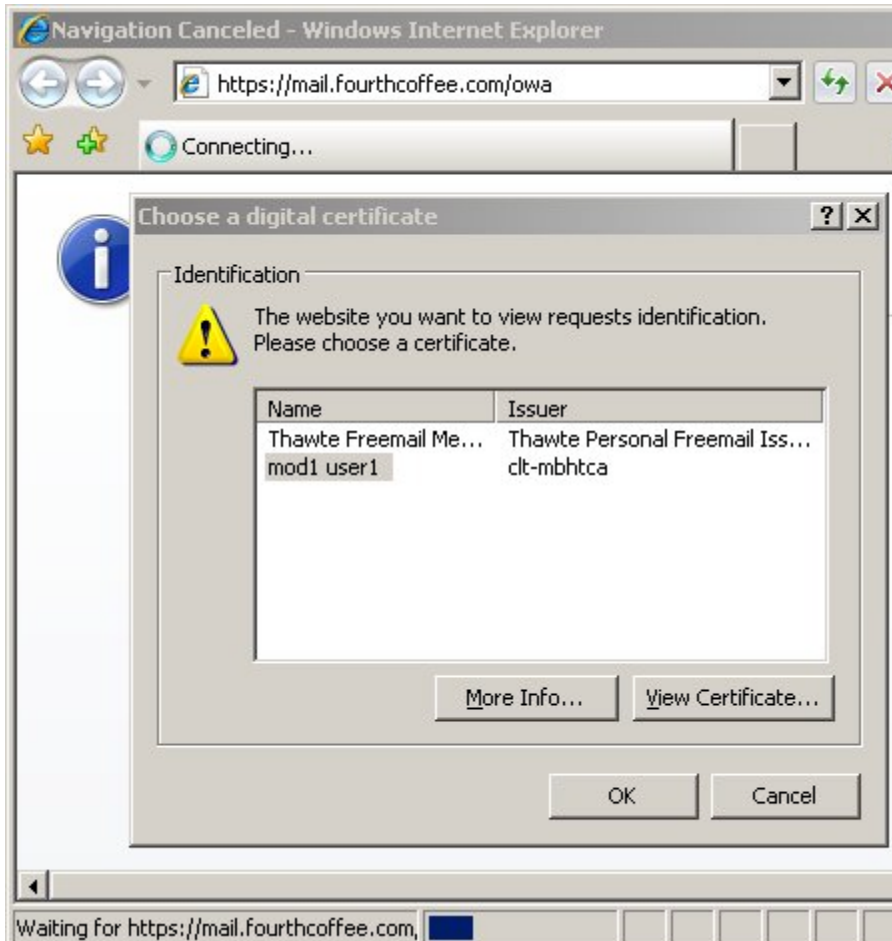 Navigation Canceled - Windows Internet Explorer
https://mail.fourthcoffee.com/owa
Connecting...
Choose a digital certificate
Identification
The website you want to view requests identification.
Please choose a certificate.
Name Issuer
Thawte Freemail Me... Thawte Personal Freemail Iss...
mod1 user1 clt-mbhtca
More Info... View Certificate...
OK Cancel
Waiting for https://mail.fourthcoffee.com,